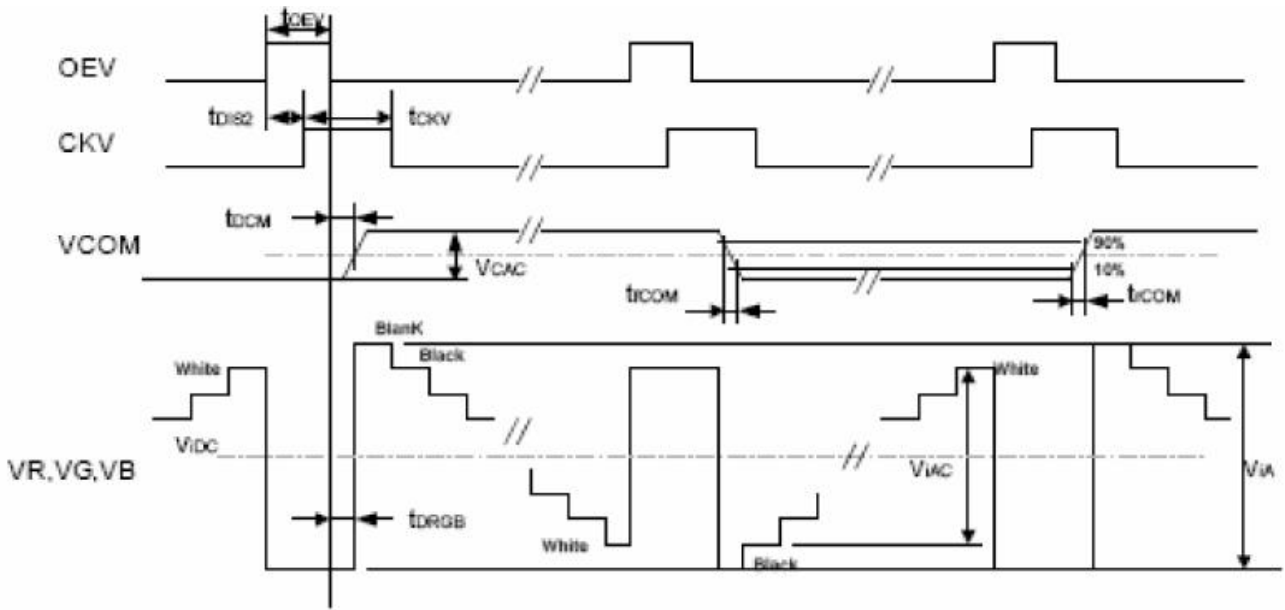 tOEV
OEV
tDIS2
tCKV
CKV
tDCM
VCOM
VCAC
90%
10%
tfCOM
trCOM
BlanK
White
Black
White
ViDC
VR,VG,VB
ViAC
ViA
tDRGB
White
Black